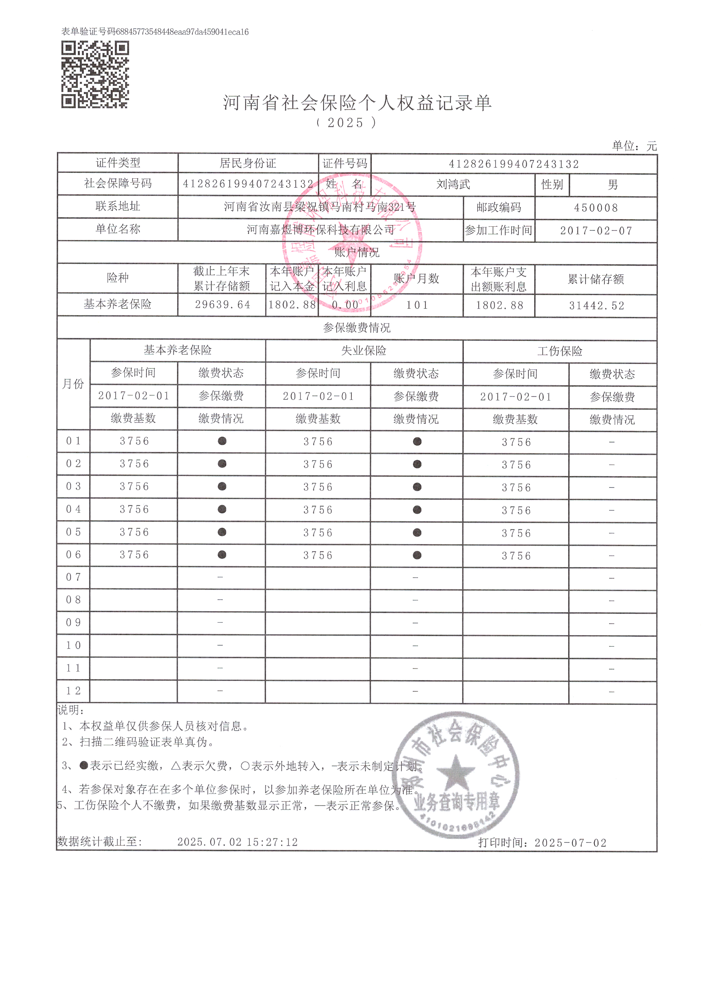 表单验证号码68845773548448eaa97da459041eca16
河南省社会保险个人权益记录单
（ 2025 ）
单位：元
证件类型 居民身份证 证件号码 412826199407243132
社会保障号码 412826199407243132 姓 名 刘鸿武 性别 男
联系地址 河南省汝南县梁祝镇马南村马南321号 邮政编码 450008
单位名称 河南嘉煜博环保科技有限公司 参加工作时间 2017-02-07
账户情况
险种 截止上年末累计存储额 本年账户记入本金 本年账户记入利息 账户月数 本年账户支出额账利息 累计储存额
基本养老保险 29639.64 1802.88 0.00 101 1802.88 31442.52
参保缴费情况
月份 基本养老保险 失业保险 工伤保险
参保时间 缴费状态 参保时间 缴费状态 参保时间 缴费状态
2017-02-01 参保缴费 2017-02-01 参保缴费 2017-02-01 参保缴费
缴费基数 缴费情况 缴费基数 缴费情况 缴费基数 缴费情况
01 3756 ● 3756 ● 3756 -
02 3756 ● 3756 ● 3756 -
03 3756 ● 3756 ● 3756 -
04 3756 ● 3756 ● 3756 -
05 3756 ● 3756 ● 3756 -
06 3756 ● 3756 ● 3756 -
07 - - -
08 - - -
09 - - -
10 - - -
11 - - -
12 - - -
说明：
1、本权益单仅供参保人员核对信息。
2、扫描二维码验证表单真伪。
3、●表示已经实缴，△表示欠费，○表示外地转入，-表示未制定计划。
4、若参保对象存在在多个单位参保时，以参加养老保险所在单位为准。
5、工伤保险个人不缴费，如果缴费基数显示正常，—表示正常参保。
郑州市社会保险中心
业务查询专用章
数据统计截止至： 2025.07.02 15:27:12 打印时间：2025-07-02